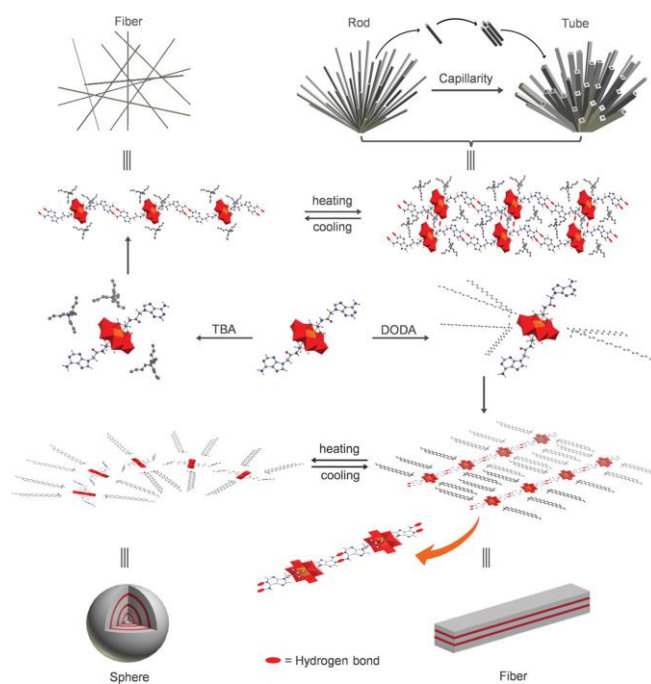 Fiber
Rod
Tube
Capillarity
heating
cooling
TBA
DODA
heating
cooling
= Hydrogen bond
Sphere
Fiber